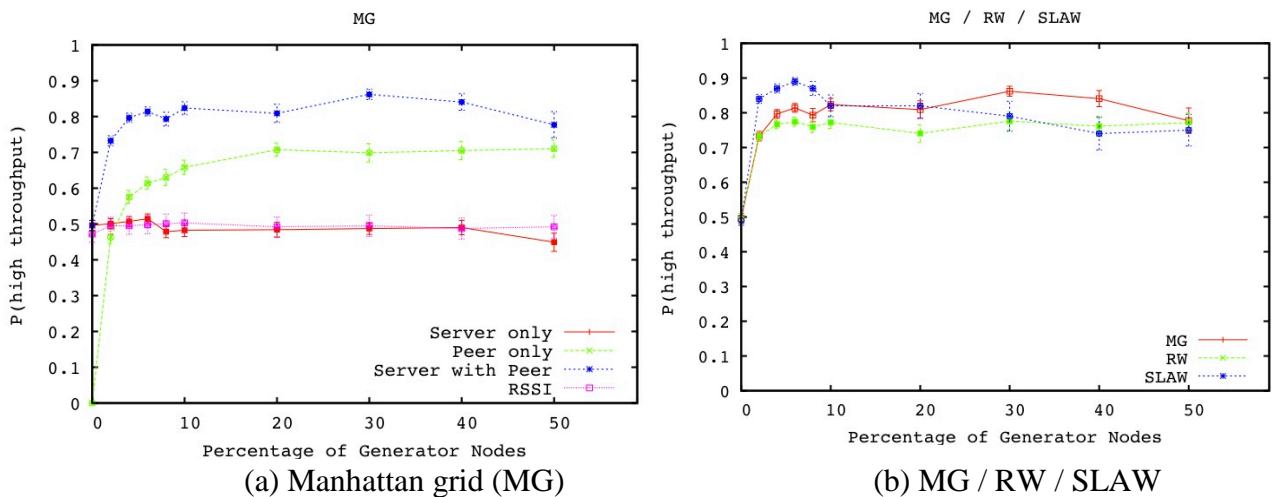 MG
1
0.9
0.8
0.7
0.6
0.5
0.4
0.3
0.2
0.1
0
P(high throughput)
Server only
Peer only
Server with Peer
RSSI
0 10 20 30 40 50
Percentage of Generator Nodes
(a) Manhattan grid (MG)
MG / RW / SLAW
1
0.9
0.8
0.7
0.6
0.5
0.4
0.3
0.2
0.1
0
P(high throughput)
MG
RW
SLAW
0 10 20 30 40 50
Percentage of Generator Nodes
(b) MG / RW / SLAW